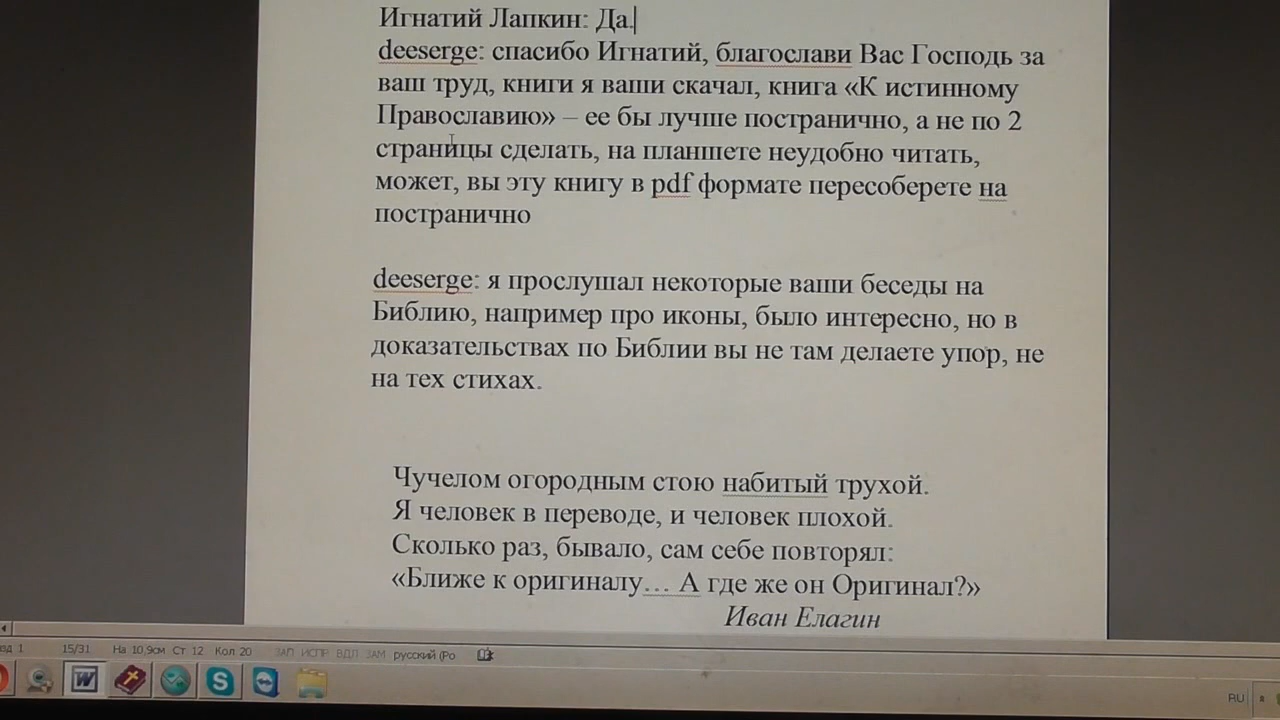 Игнатий Лапкин: Да.
deeserge: спасибо Игнатий, благослави Вас Господь за
ваш труд, книги я ваши скачал, книга «К истинному
Православию» – ее бы лучше постранично, а не по 2
страницы сделать, на планшете неудобно читать,
может, вы эту книгу в pdf формате пересоберете на
постранично
deeserge: я прослушал некоторые ваши беседы на
Библию, например про иконы, было интересно, но в
доказательствах по Библии вы не там делаете упор, не
на тех стихах.
Чучелом огородным стою набитый трухой.
Я человек в переводе, и человек плохой.
Сколько раз, бывало, сам себе повторял:
«Ближе к оригиналу… А где же он Оригинал?»
Иван Елагин
зд 1 15/31 На 10,9см Ст 12 Кол 20 ЗАП ИСПР ВДЛ ЗАМ русский (Ро
RU